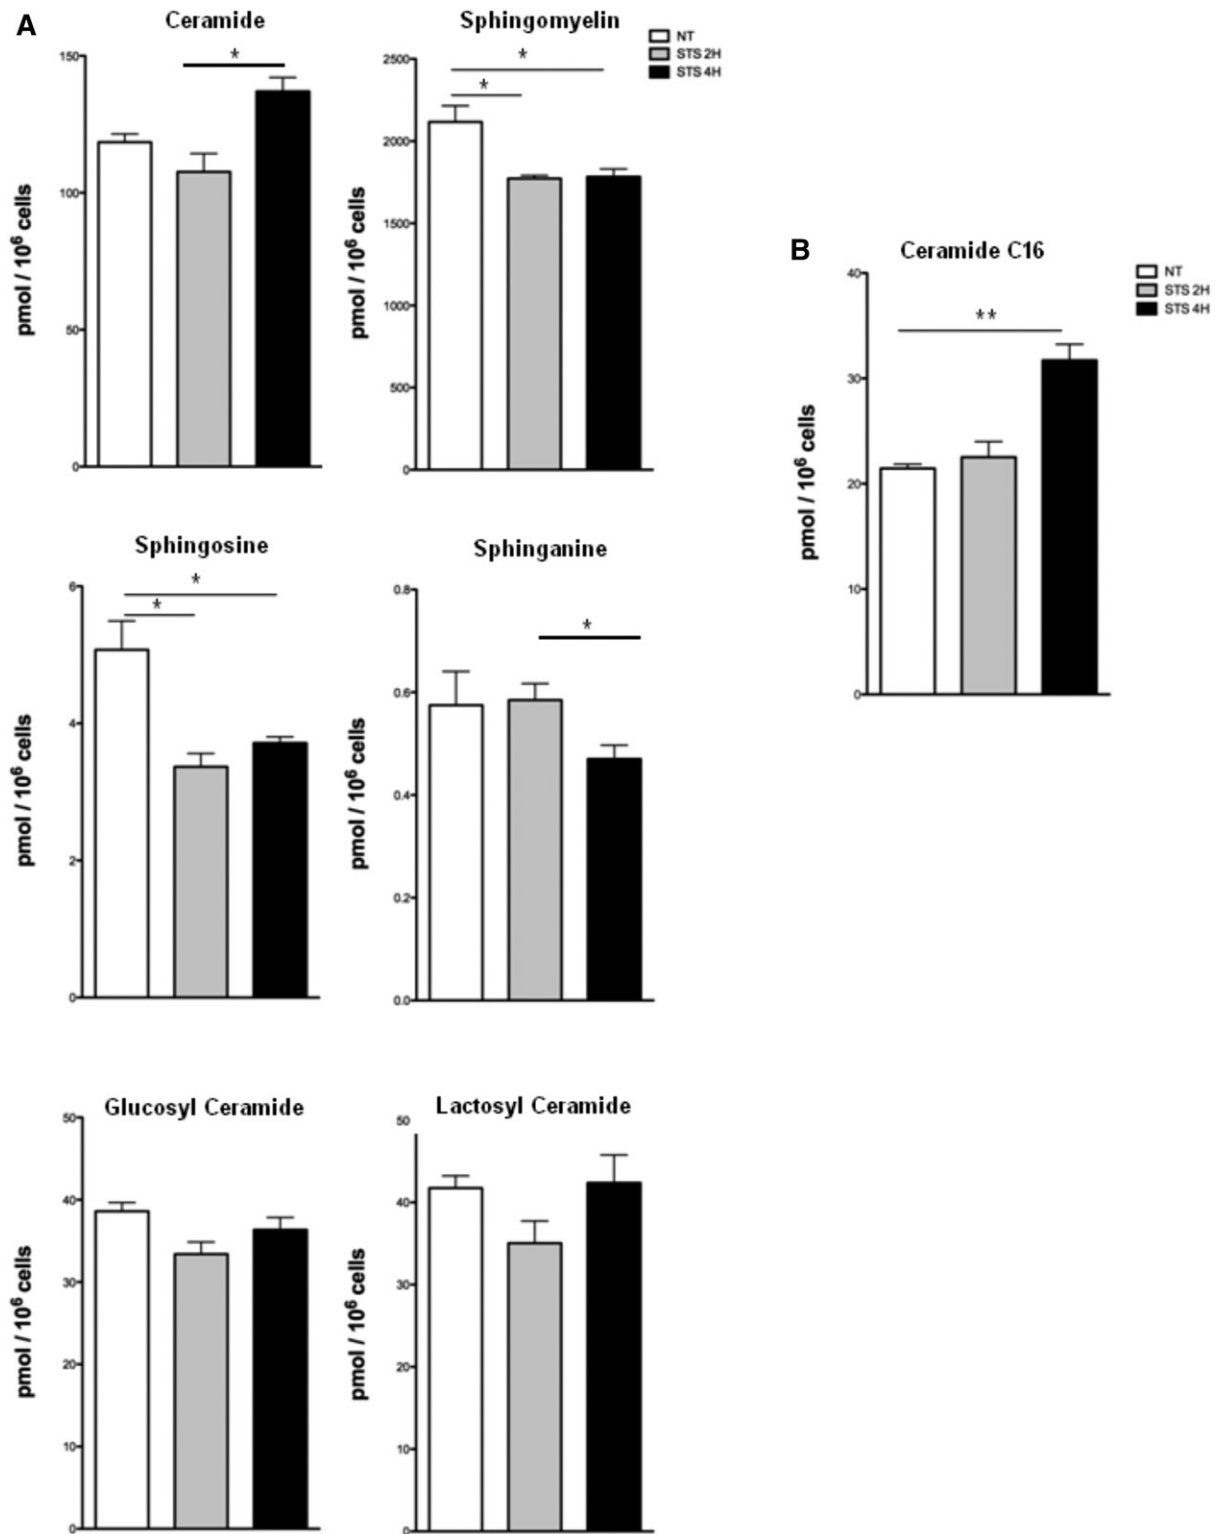 A
Ceramide
*
150
100
50
0
pmol / 10⁶ cells
Sphingomyelin
*
*
2500
2000
1500
1000
500
0
pmol / 10⁶ cells
NT
STS 2H
STS 4H
B
Ceramide C16
**
40
30
20
10
0
pmol / 10⁶ cells
NT
STS 2H
STS 4H
Sphingosine
*
*
6
4
2
0
pmol / 10⁶ cells
Sphinganine
*
0.8
0.6
0.4
0.2
0.0
pmol / 10⁶ cells
Glucosyl Ceramide
50
40
30
20
10
0
pmol / 10⁶ cells
Lactosyl Ceramide
50
40
30
20
10
0
pmol / 10⁶ cells